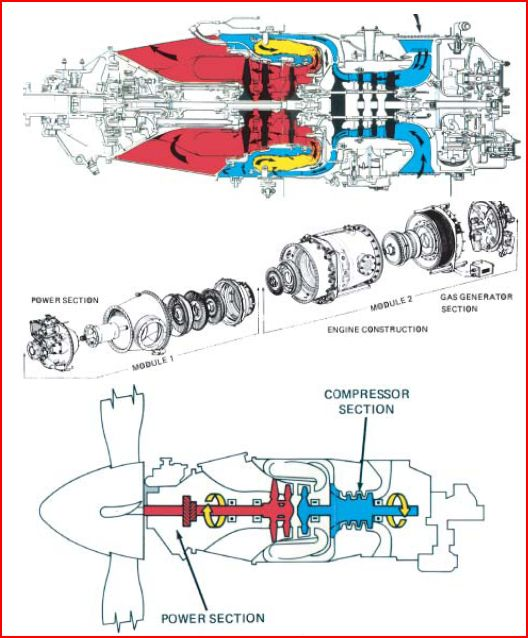 POWER SECTION
MODULE 1
MODULE 2
GAS GENERATOR
SECTION
ENGINE CONSTRUCTION
COMPRESSOR
SECTION
POWER SECTION